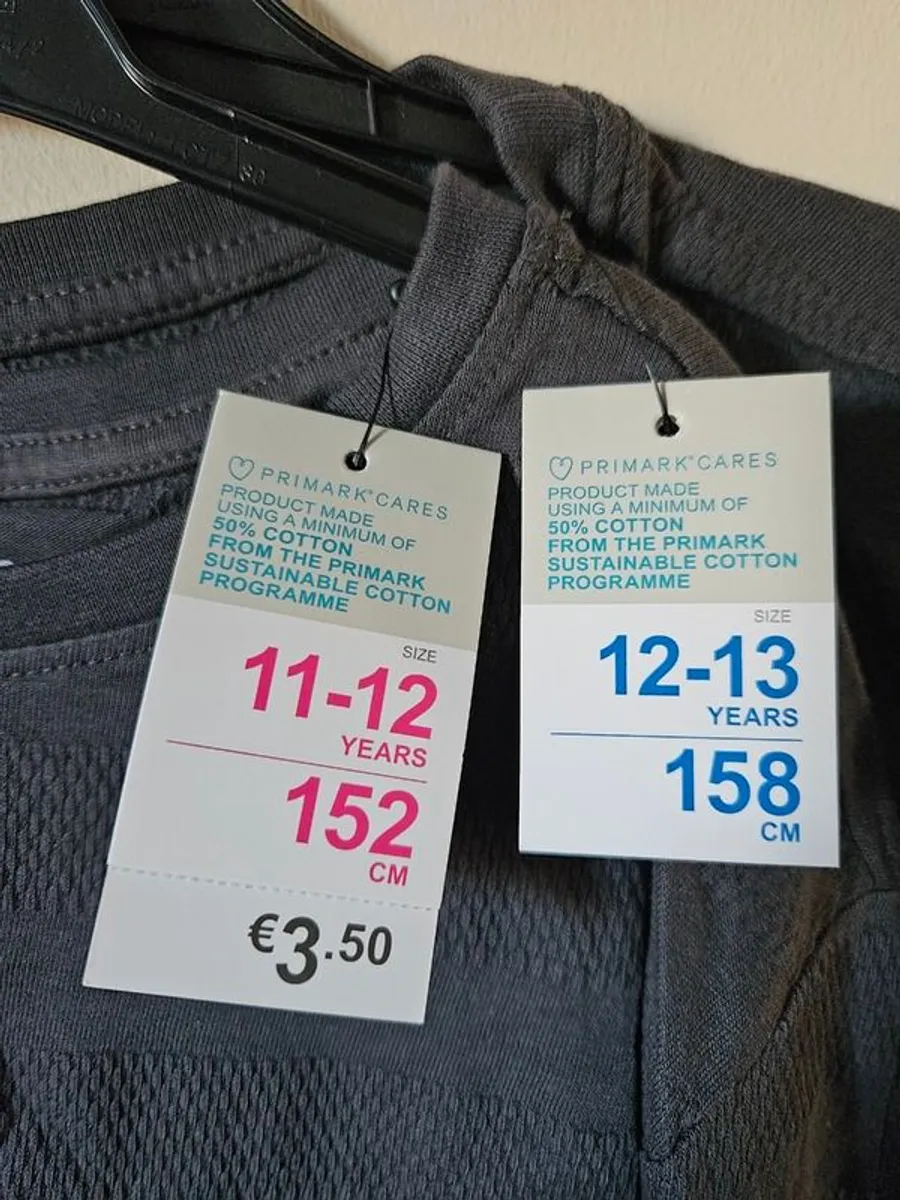 PRIMARK®CARES
PRODUCT MADE
USING A MINIMUM OF
50% COTTON
FROM THE PRIMARK
SUSTAINABLE COTTON
PROGRAMME
SIZE
11-12
YEARS
152
CM
€3.50
PRIMARK®CARES
PRODUCT MADE
USING A MINIMUM OF
50% COTTON
FROM THE PRIMARK
SUSTAINABLE COTTON
PROGRAMME
SIZE
12-13
YEARS
158
CM